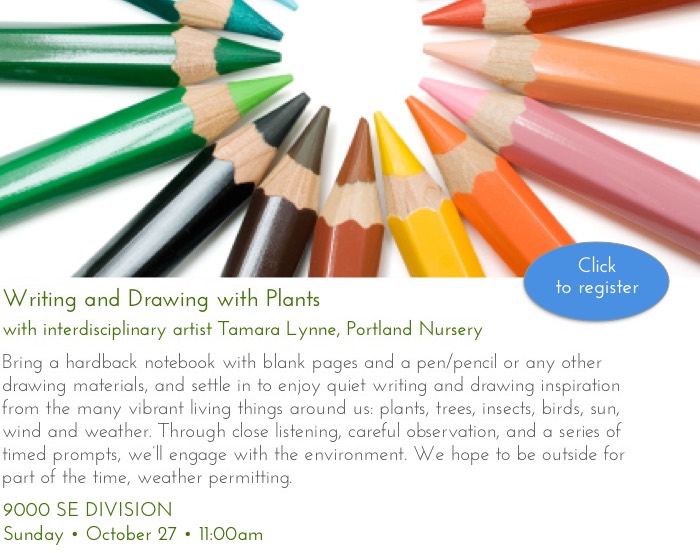 Click
to register
Writing and Drawing with Plants
with interdisciplinary artist Tamara Lynne, Portland Nursery
Bring a hardback notebook with blank pages and a pen/pencil or any other
drawing materials, and settle in to enjoy quiet writing and drawing inspiration
from the many vibrant living things around us: plants, trees, insects, birds, sun,
wind and weather. Through close listening, careful observation, and a series of
timed prompts, we'll engage with the environment. We hope to be outside for
part of the time, weather permitting.
9000 SE DIVISION
Sunday • October 27 • 11:00am